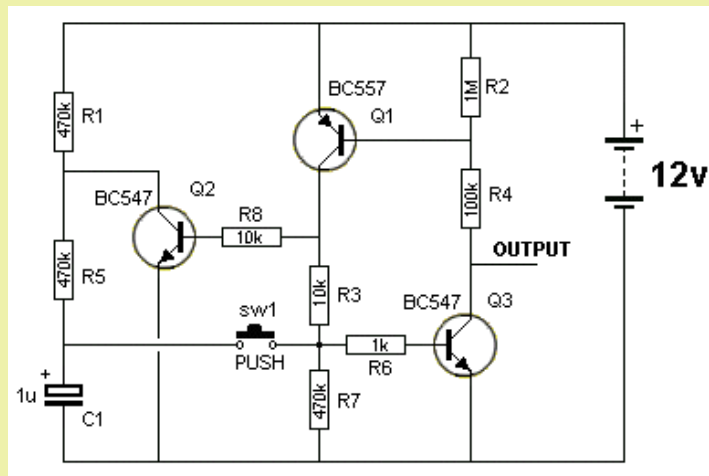 BC557
1M
R2
470k
R1
Q1
+
12v
BC547
Q2
R8
10k
100k
R4
OUTPUT
470k
R5
10k
R3
BC547
Q3
sw1
PUSH
1k
R6
+
1u
C1
470k
R7